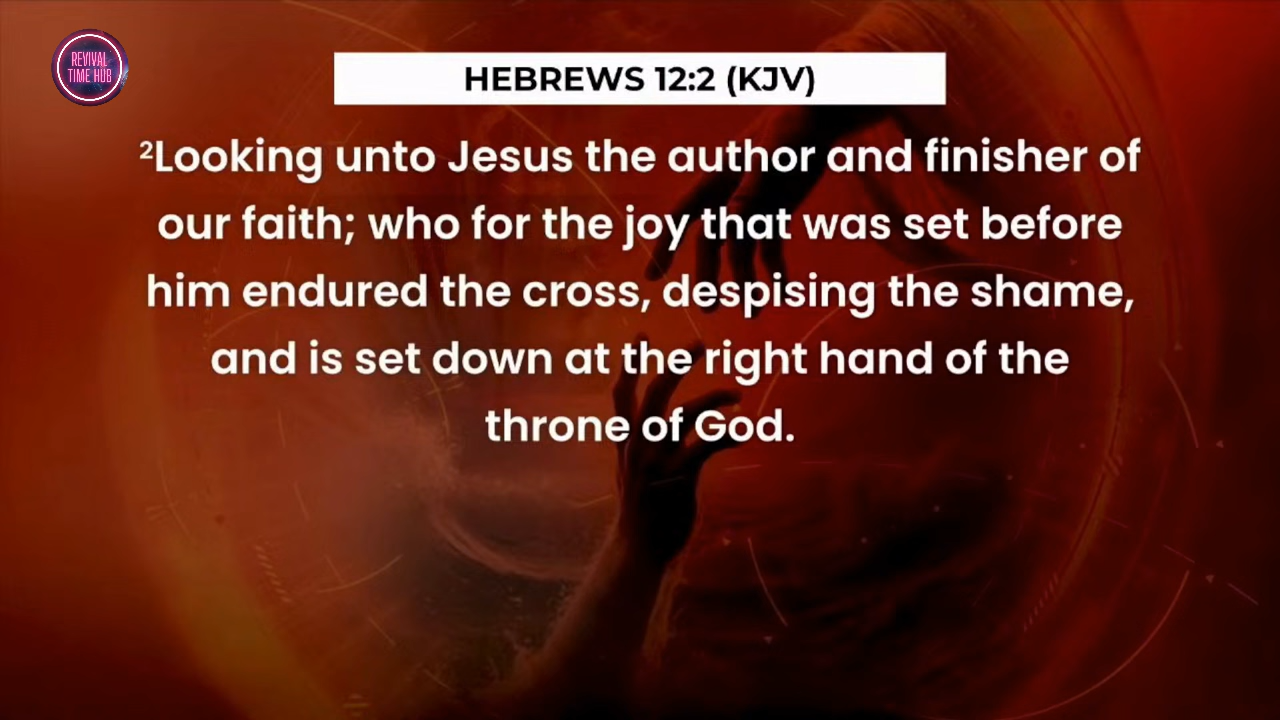 REVIVAL
TIME HUB
HEBREWS 12:2 (KJV)
²Looking unto Jesus the author and finisher of
our faith; who for the joy that was set before
him endured the cross, despising the shame,
and is set down at the right hand of the
throne of God.